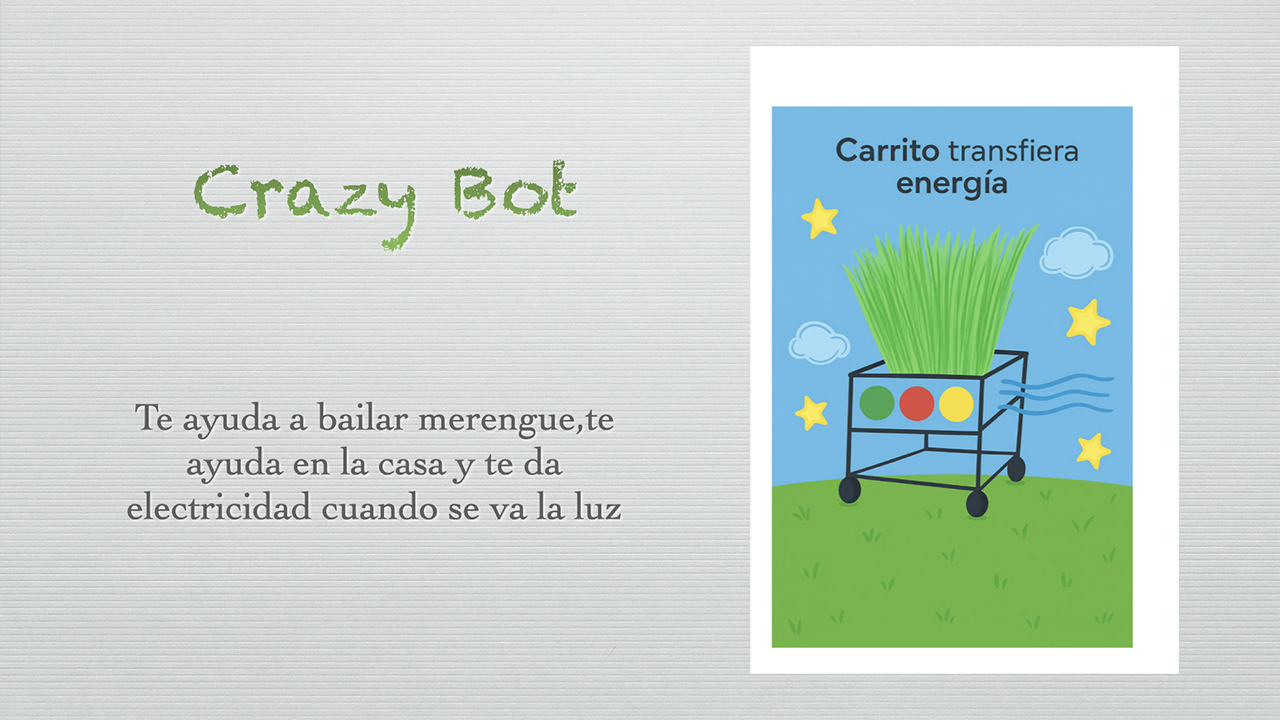 Crazy Bot
Te ayuda a bailar merengue,te
ayuda en la casa y te da
electricidad cuando se va la luz
Carrito transfiera
energía